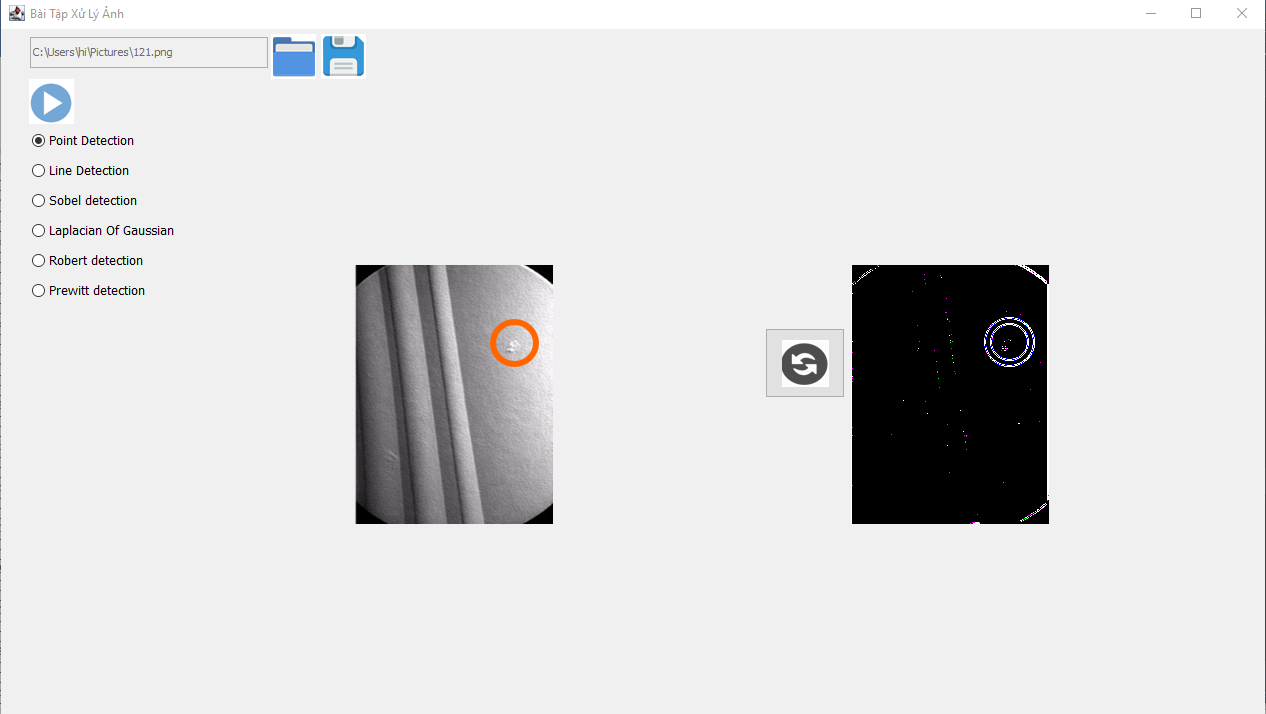 Bài Tập Xử Lý Ảnh
C:\Users\hi\Pictures\121.png
Point Detection
Line Detection
Sobel detection
Laplacian Of Gaussian
Robert detection
Prewitt detection